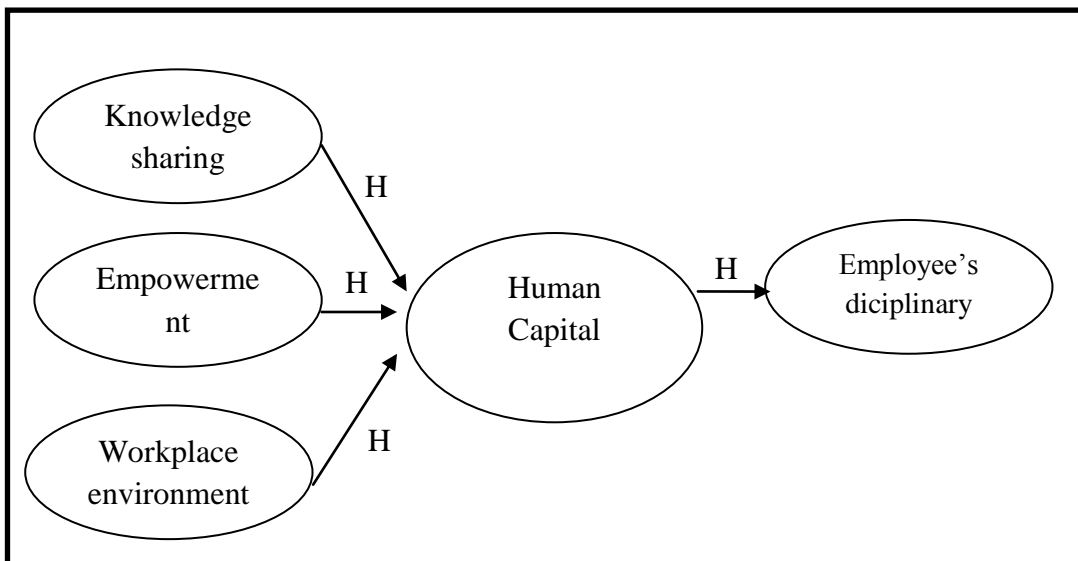 Knowledge
sharing
H
Empowerme
nt
H
Human
Capital
H
Employee's
diciplinary
Workplace
environment
H